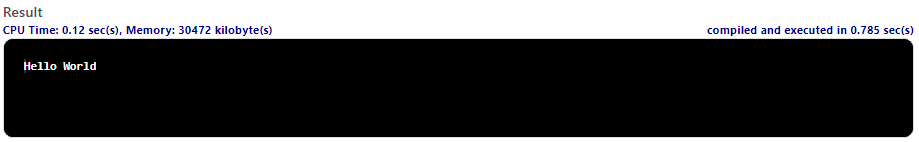 Result
CPU Time: 0.12 sec(s), Memory: 30472 kilobyte(s)
compiled and executed in 0.785 sec(s)
Hello World